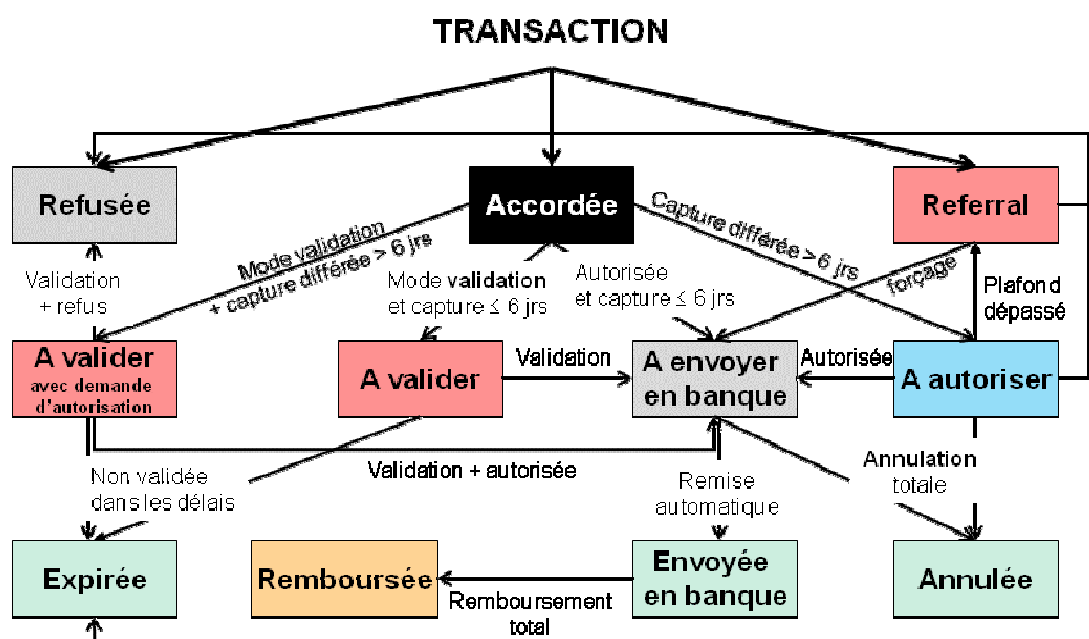 TRANSACTION
Refusée
Accordée
Referral
Validation
+ refus
Mode validation
+ capture différée > 6 jrs
Mode validation
et capture ≤ 6 jrs
Autorisée
et capture ≤ 6 jrs
Capture différée > 6 jrs
forçage
Plafond
dépassé
A valider
avec demande
d'autorisation
A valider
Validation
A envoyer
en banque
Autorisée
A autoriser
Non validée
dans les délais
Validation + autorisée
Remise
automatique
Annulation
totale
Expirée
Remboursée
Remboursement
total
Envoyée
en banque
Annulée